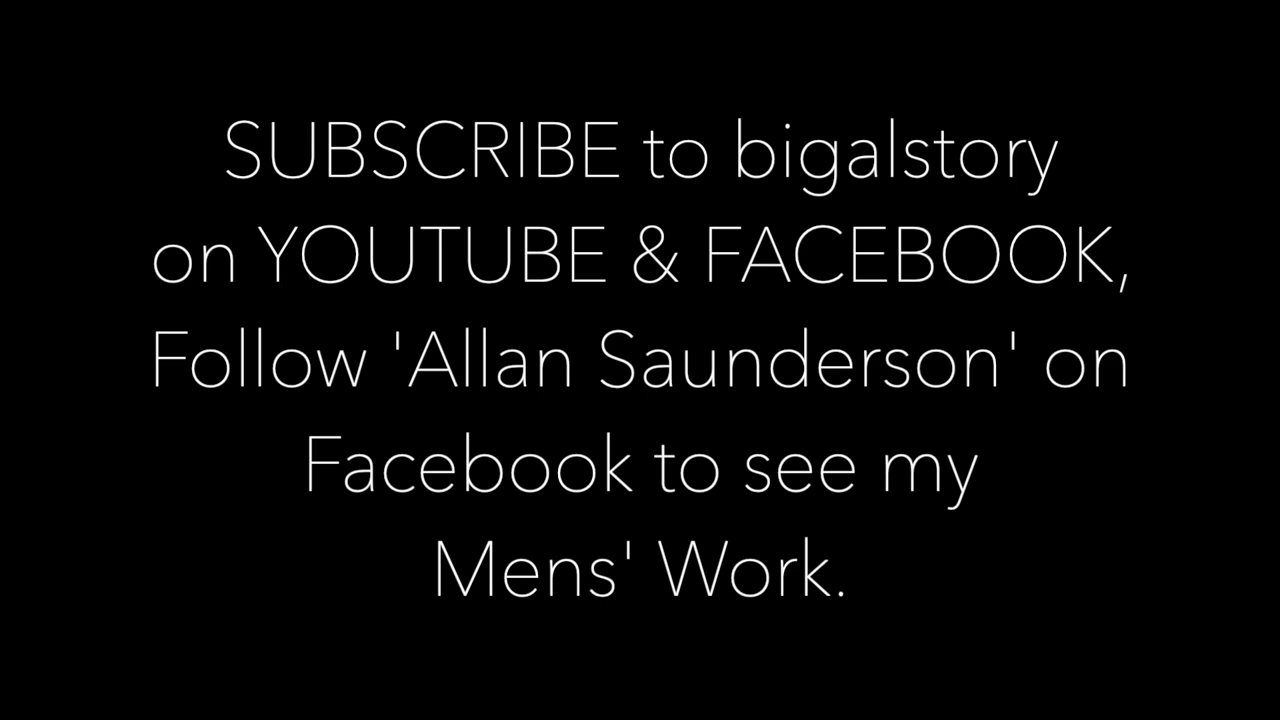 SUBSCRIBE to bigalstory
on YOUTUBE & FACEBOOK,
Follow 'Allan Saunderson' on
Facebook to see my
Mens' Work.